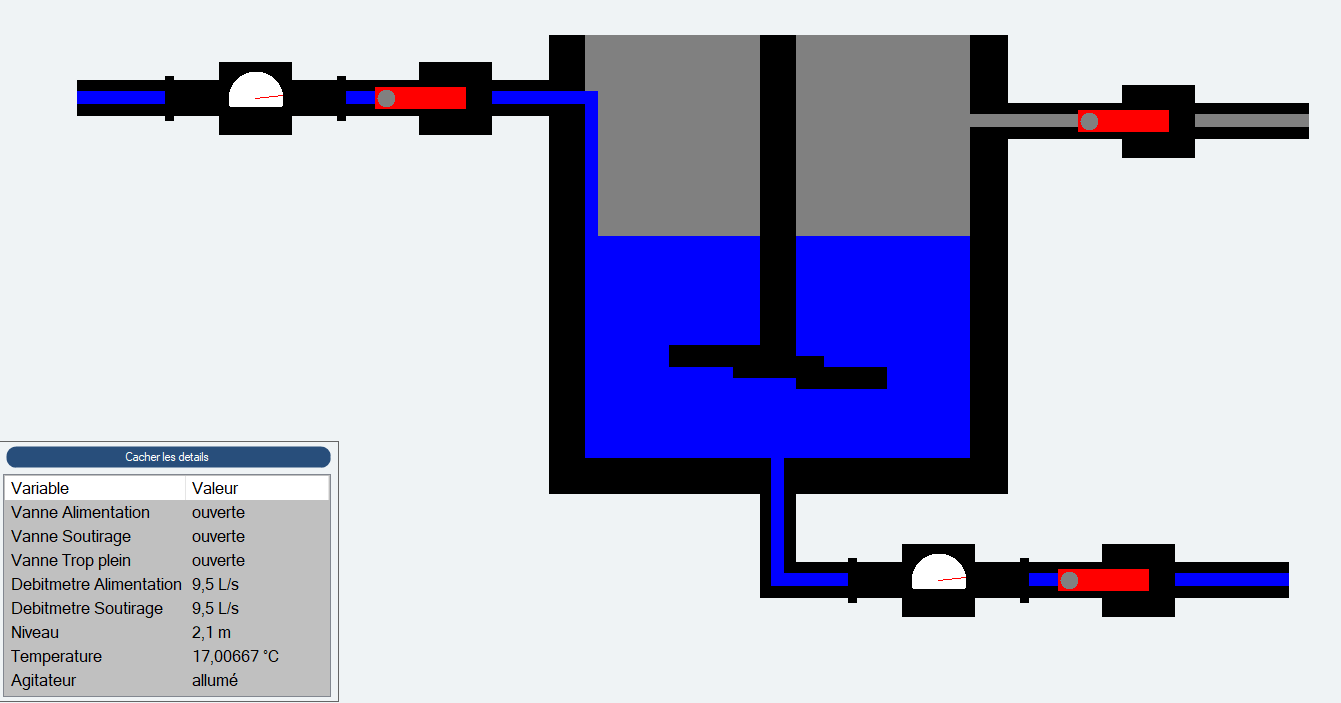 Cacher les details
Variable Valeur
Vanne Alimentation ouverte
Vanne Soutirage ouverte
Vanne Trop plein ouverte
Debitmetre Alimentation 9,5 L/s
Debitmetre Soutirage 9,5 L/s
Niveau 2,1 m
Temperature 17,00667 °C
Agitateur allumé